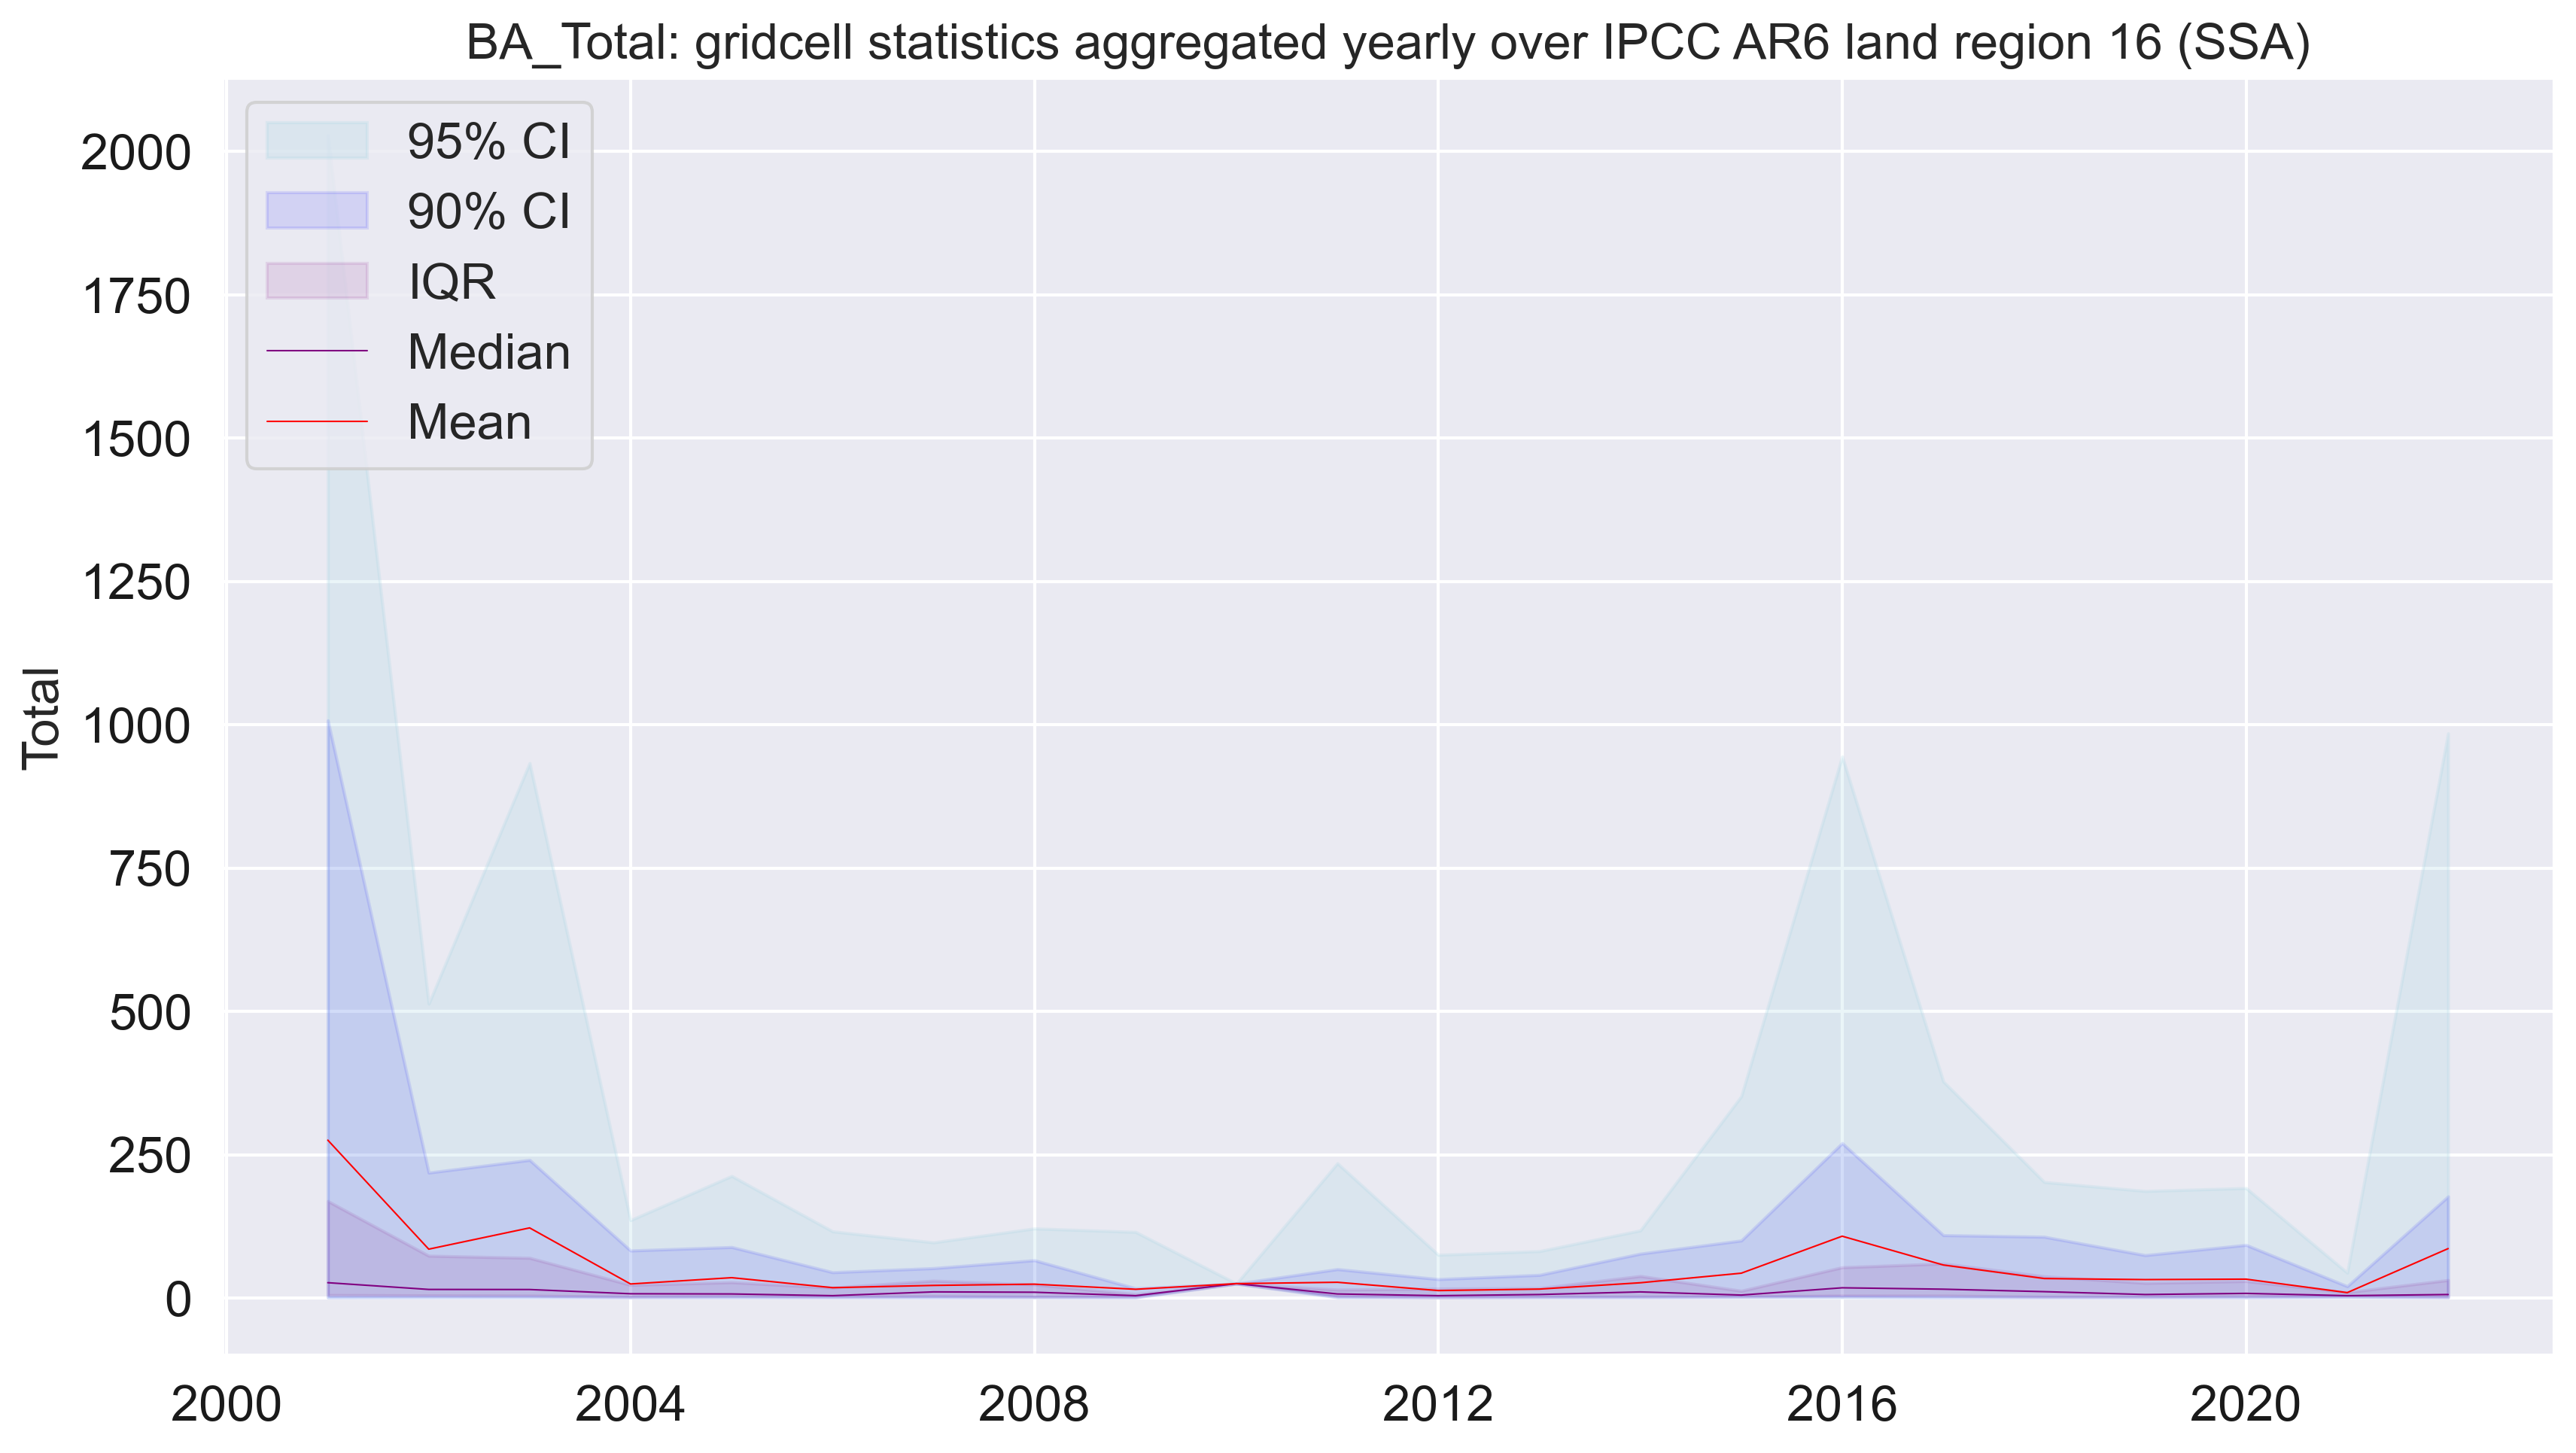 BA_Total: gridcell statistics aggregated yearly over IPCC AR6 land region 16 (SSA)
95% CI
90% CI
IQR
Median
Mean
Total
2000
1750
1500
1250
1000
750
500
250
0
2000 2004 2008 2012 2016 2020